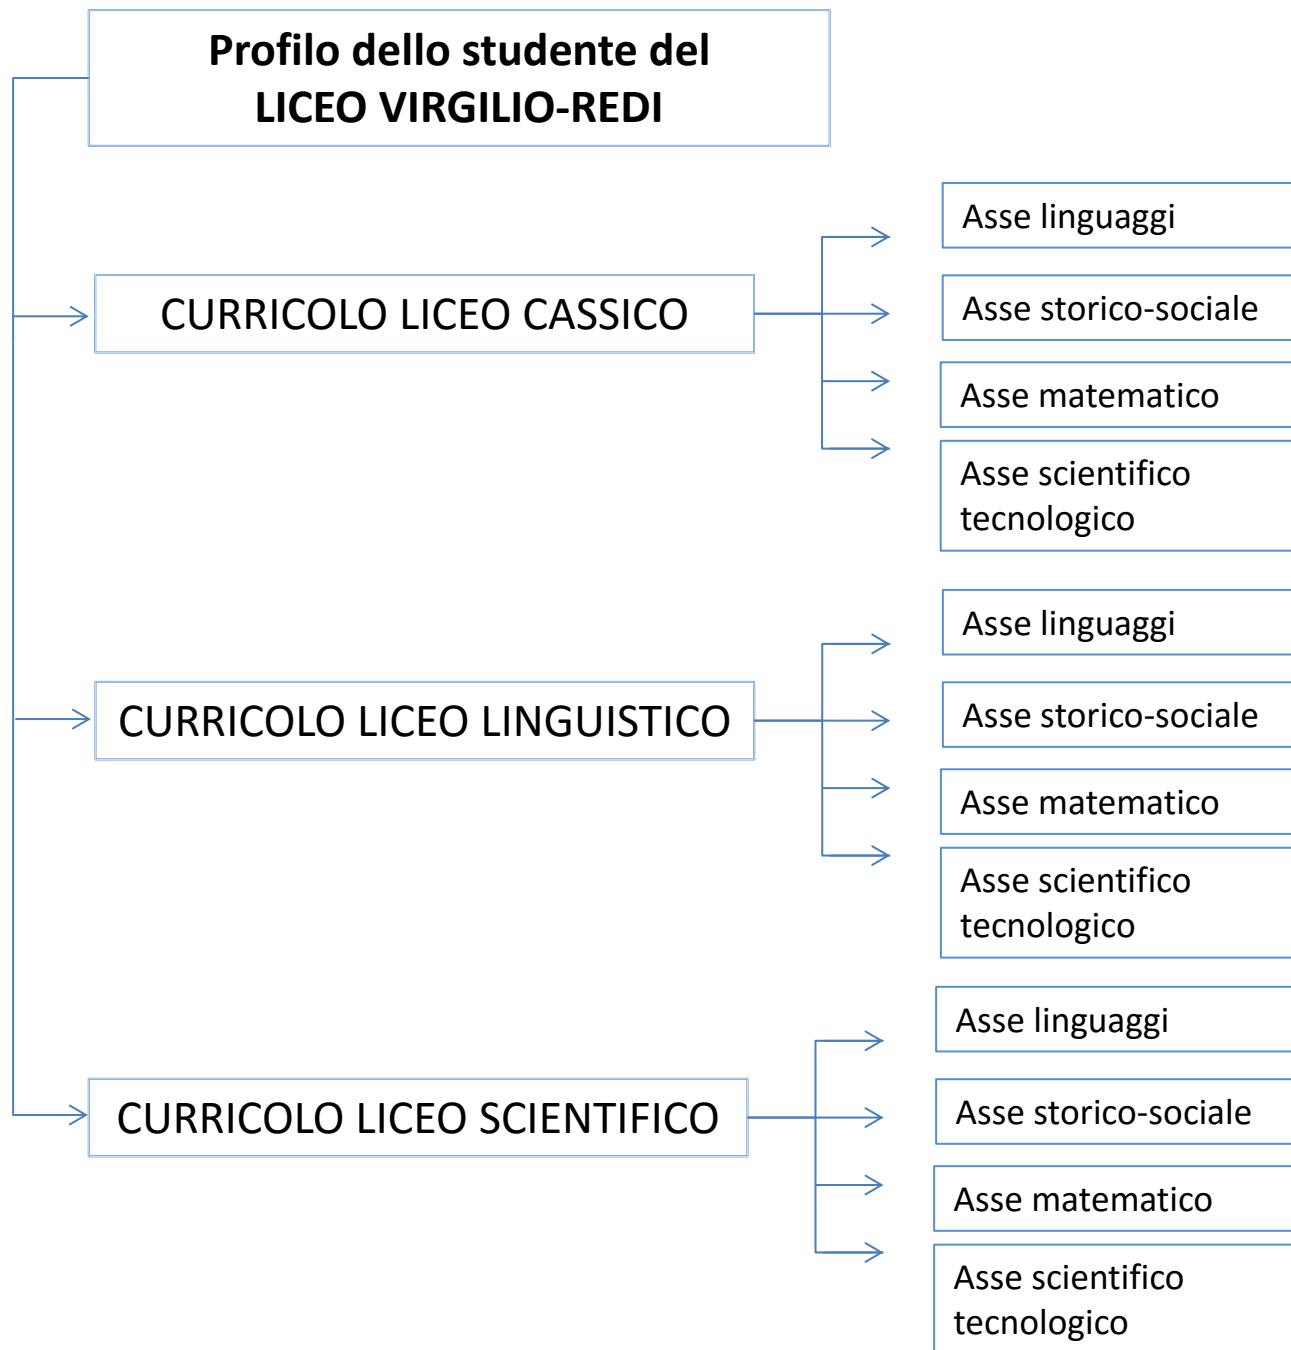 Profilo dello studente del
LICEO VIRGILIO-REDI
CURRICOLO LICEO CASSICO
Asse linguaggi
Asse storico-sociale
Asse matematico
Asse scientifico
tecnologico
CURRICOLO LICEO LINGUISTICO
Asse linguaggi
Asse storico-sociale
Asse matematico
Asse scientifico
tecnologico
CURRICOLO LICEO SCIENTIFICO
Asse linguaggi
Asse storico-sociale
Asse matematico
Asse scientifico
tecnologico